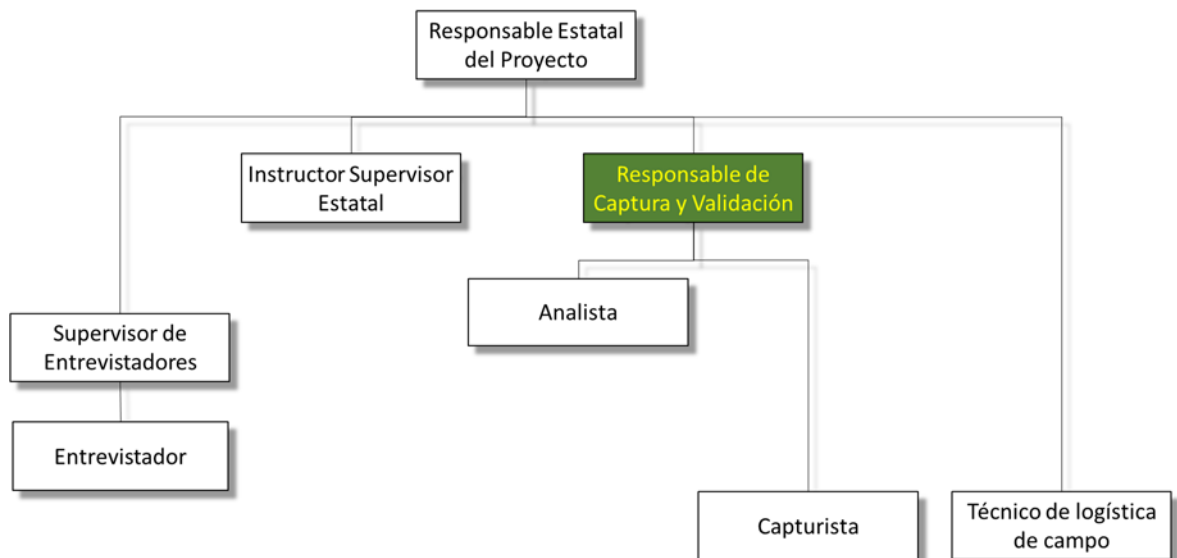 Responsable Estatal
del Proyecto
Instructor Supervisor
Estatal
Responsable de
Captura y Validación
Analista
Supervisor de
Entrevistadores
Entrevistador
Capturista
Técnico de logística
de campo